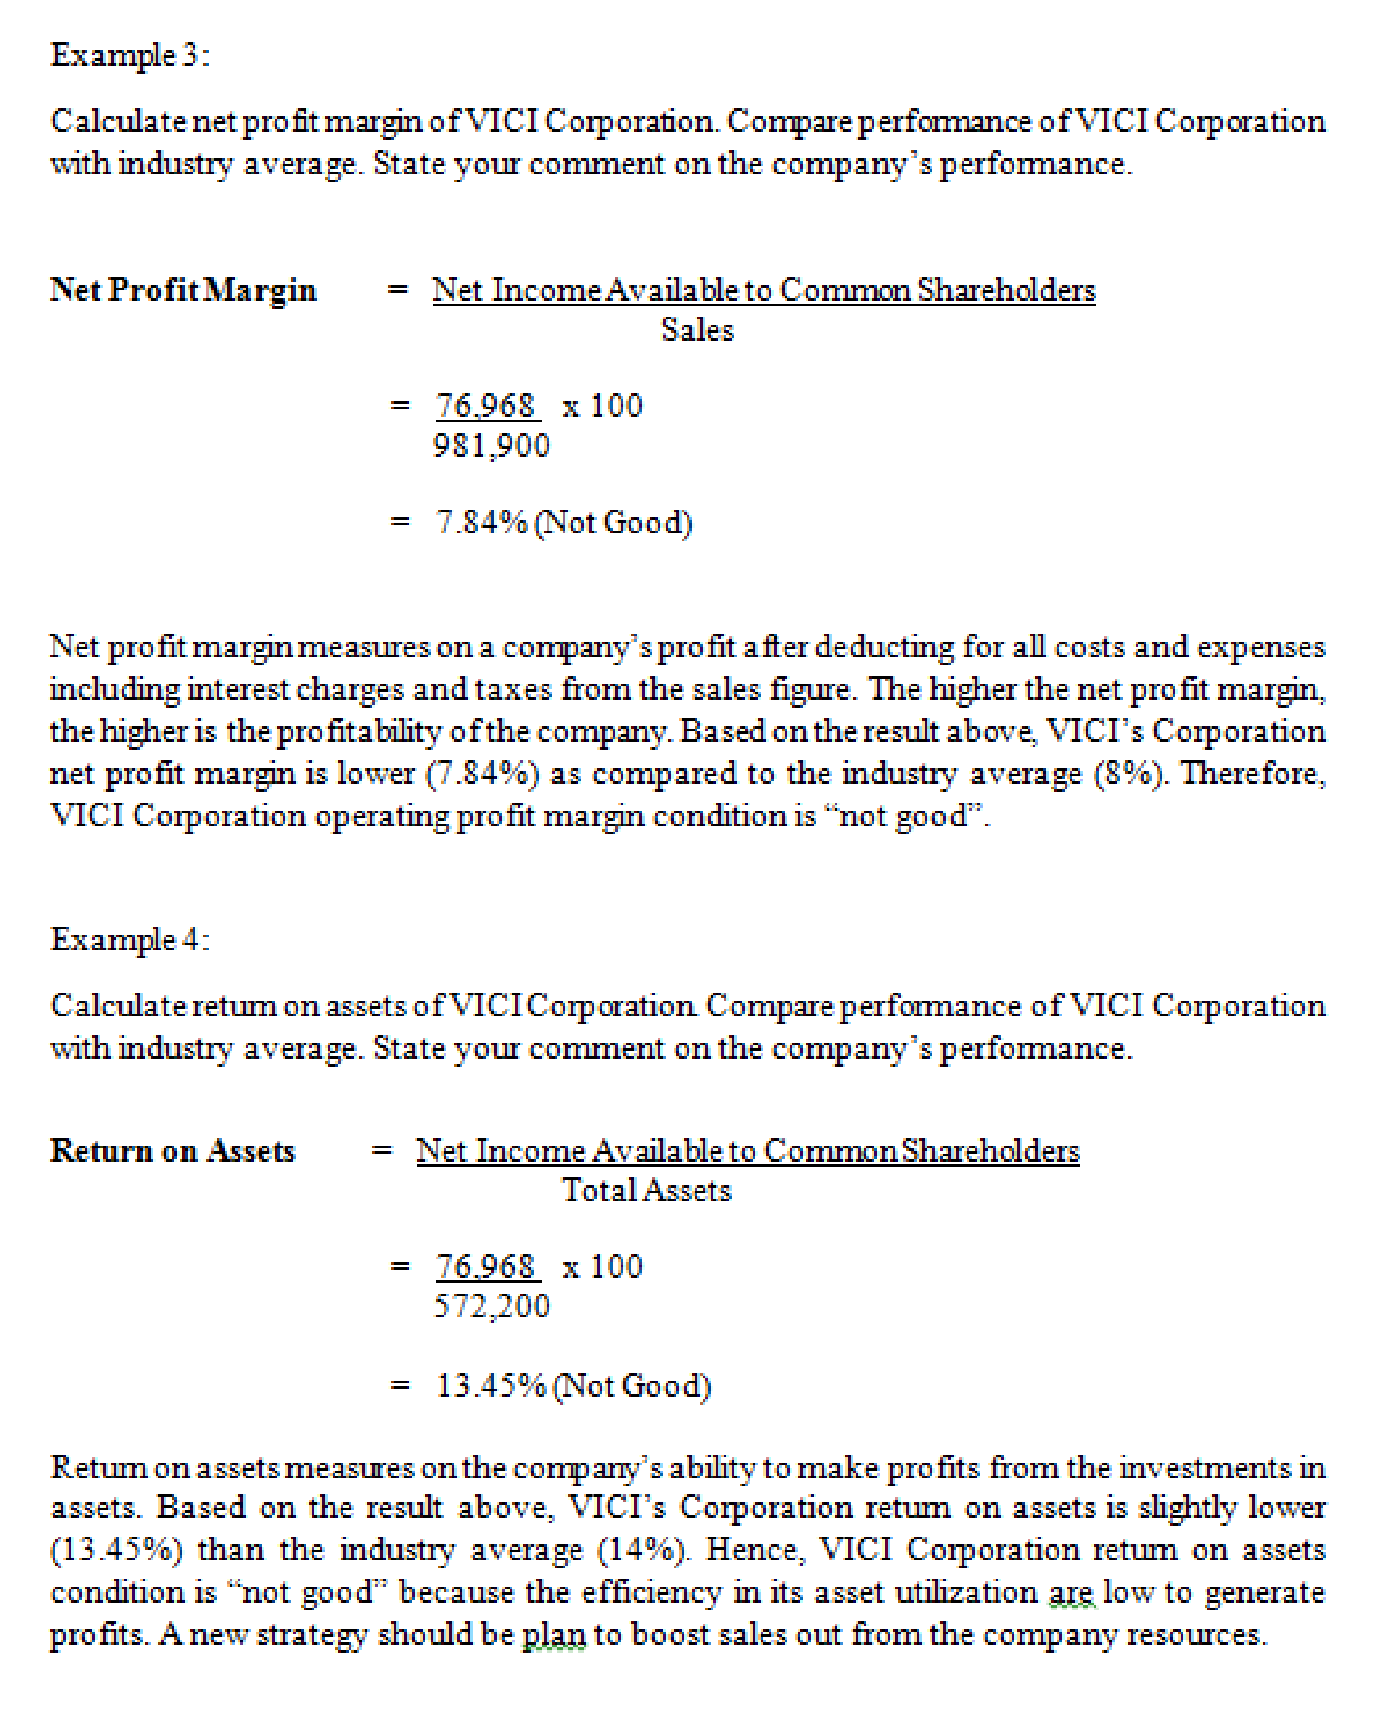 Example 3:
Calculate net profit margin of VICI Corporation. Compare performance of VICI Corporation
with industry average. State your comment on the company's performance.
Net Profit Margin = Net Income Available to Common Shareholders
Sales
= 76,968 x 100
981,900
= 7.84% (Not Good)
Net profit margin measures on a company's profit after deducting for all costs and expenses
including interest charges and taxes from the sales figure. The higher the net profit margin,
the higher is the profitability of the company. Based on the result above, VICI's Corporation
net profit margin is lower (7.84%) as compared to the industry average (8%). Therefore,
VICI Corporation operating profit margin condition is “not good”.
Example 4:
Calculate return on assets of VICI Corporation. Compare performance of VICI Corporation
with industry average. State your comment on the company's performance.
Return on Assets = Net Income Available to Common Shareholders
Total Assets
= 76,968 x 100
572,200
= 13.45% (Not Good)
Return on assets measures on the company's ability to make profits from the investments in
assets. Based on the result above, VICI's Corporation return on assets is slightly lower
(13.45%) than the industry average (14%). Hence, VICI Corporation return on assets
condition is “not good” because the efficiency in its asset utilization are low to generate
profits. A new strategy should be plan to boost sales out from the company resources.